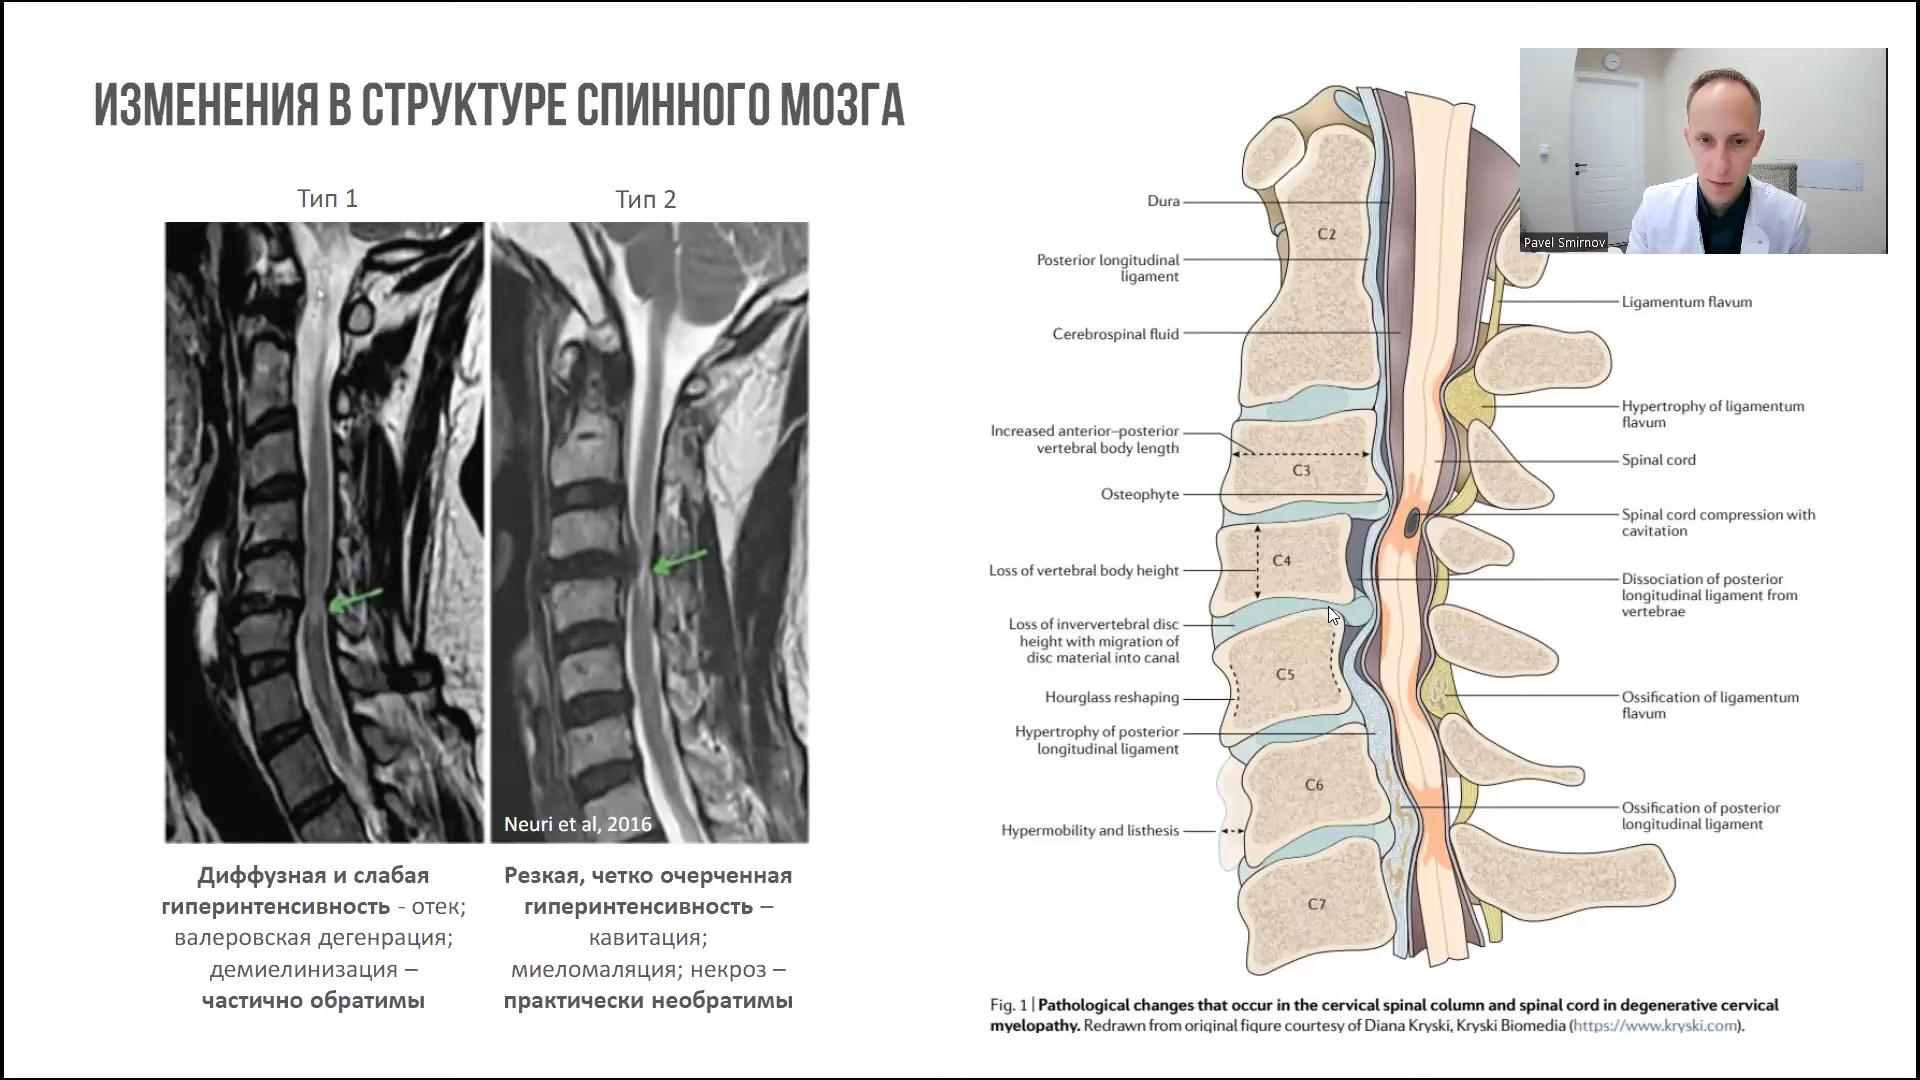 ИЗМЕНЕНИЯ В СТРУКТУРЕ СПИННОГО МОЗГА
Тип 1
Тип 2
Neuri et al, 2016
Диффузная и слабая
гиперинтенсивность - отек;
валеровская дегенрация;
демиелинизация –
частично обратимы
Резкая, четко очерченная
гиперинтенсивность –
кавитация;
миеломаляция; некроз –
практически необратимы
Dura
Posterior longitudinal
ligament
Cerebrospinal fluid
Increased anterior–posterior
vertebral body length
Osteophyte
Loss of vertebral body height
Loss of inververtebral disc
height with migration of
disc material into canal
Hourglass reshaping
Hypertrophy of posterior
longitudinal ligament
Hypermobility and listhesis
C2
C3
C4
C5
C6
C7
Ligamentum flavum
Hypertrophy of ligamentum
flavum
Spinal cord
Spinal cord compression with
cavitation
Dissociation of posterior
longitudinal ligament from
vertebrae
Ossification of ligamentum
flavum
Ossification of posterior
longitudinal ligament
Fig. 1 | Pathological changes that occur in the cervical spinal column and spinal cord in degenerative cervical
myelopathy. Redrawn from original figure courtesy of Diana Kryski, Kryski Biomedia (https://www.kryski.com).
Pavel Smirnov